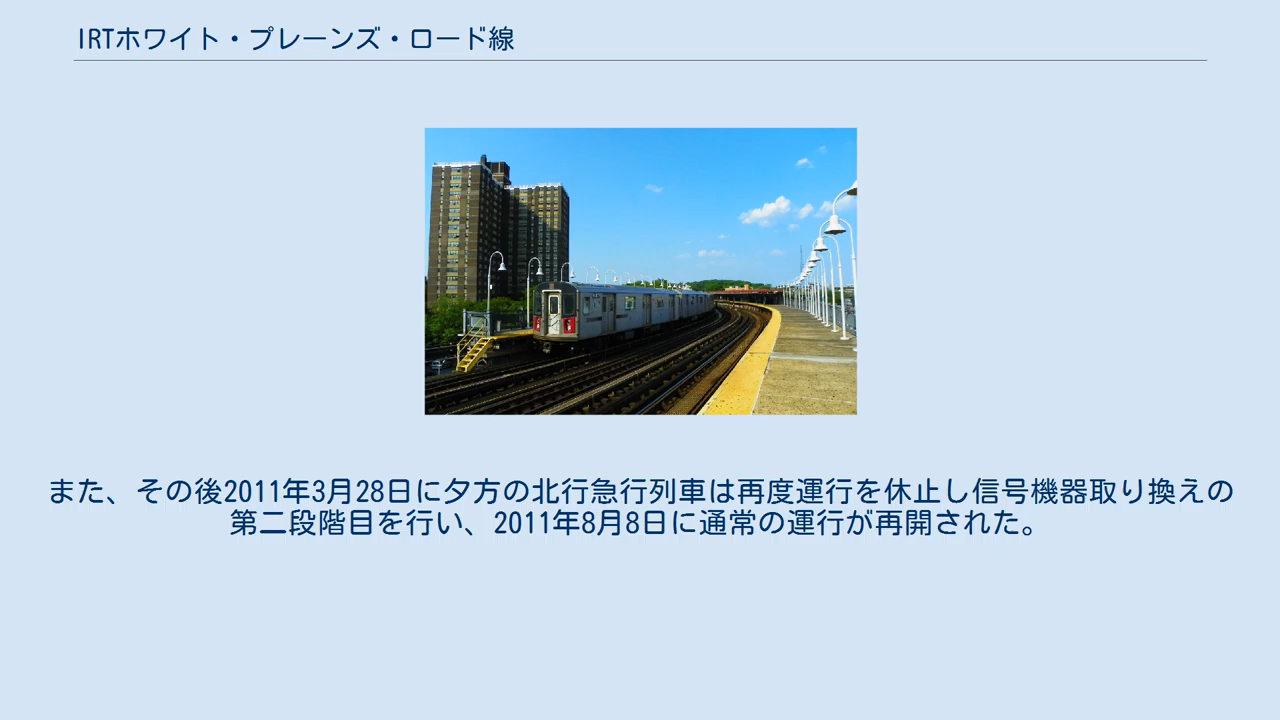 IRTホワイト・プレーンズ・ロード線
また、その後2011年3月28日に夕方の北行急行列車は再度運行を休止し信号機器取り換えの
第二段階目を行い、2011年8月8日に通常の運行が再開された。